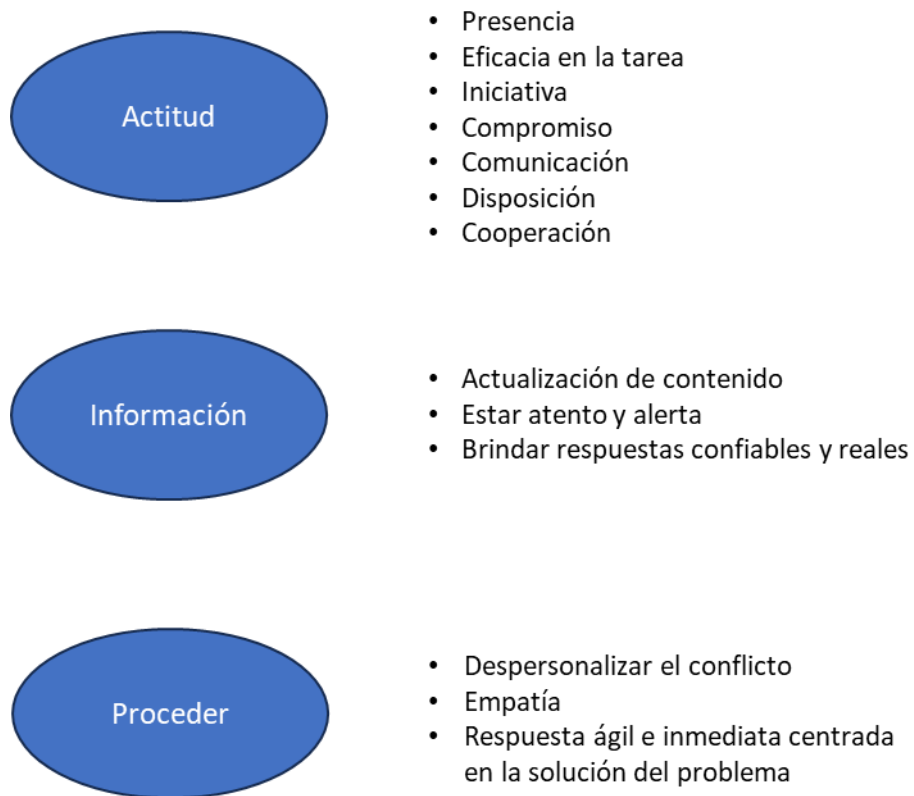 Actitud
• Presencia
• Eficacia en la tarea
• Iniciativa
• Compromiso
• Comunicación
• Disposición
• Cooperación
Información
• Actualización de contenido
• Estar atento y alerta
• Brindar respuestas confiables y reales
Proceder
• Despersonalizar el conflicto
• Empatía
• Respuesta ágil e inmediata centrada
en la solución del problema